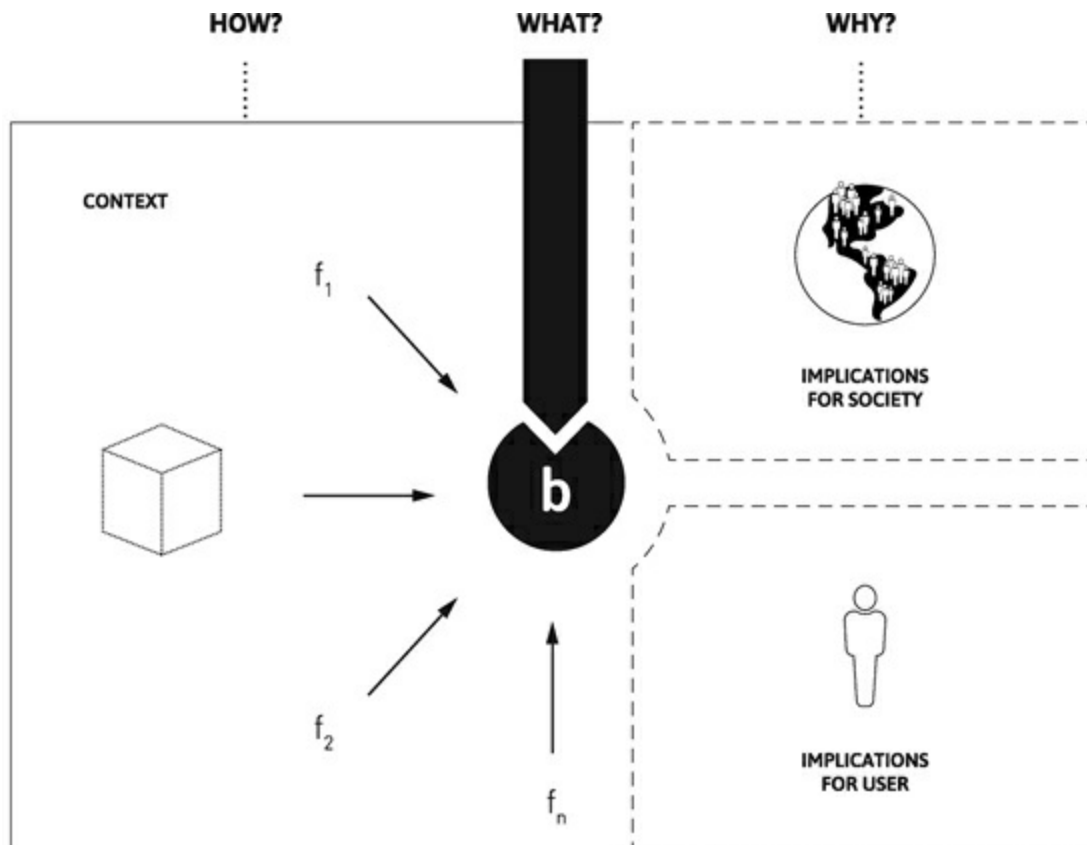 HOW?
WHAT?
WHY?
CONTEXT
f₁
IMPLICATIONS
FOR SOCIETY
b
f₂
IMPLICATIONS
FOR USER
fₙ